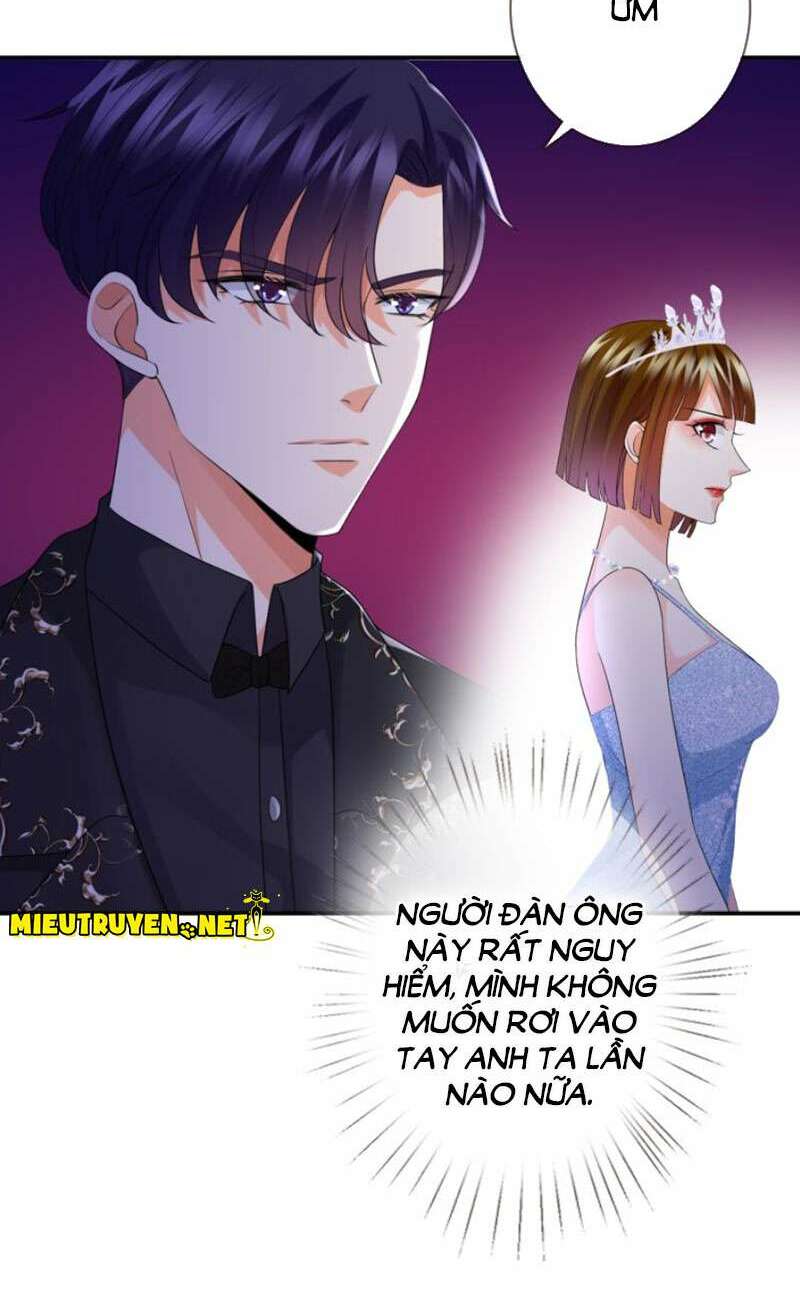 ƯM
NGƯỜI ĐÀN ÔNG
NÀY RẤT NGUY
HIỂM, MÌNH KHÔNG
MUỐN RƠI VÀO
TAY ANH TA LẦN
NÀO NỮA.
MIEUTRUYEN.NET